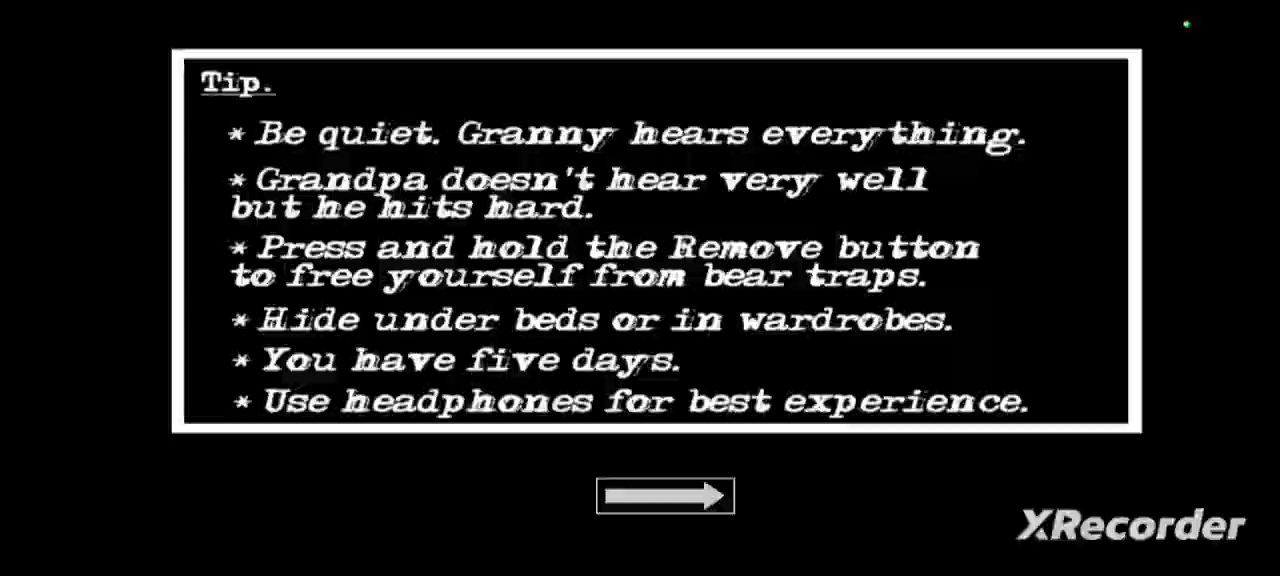 Tip.
* Be quiet. Granny hears everything.
* Grandpa doesn't hear very well
but he hits hard.
* Press and hold the Remove button
to free yourself from bear traps.
* Hide under beds or in wardrobes.
* You have five days.
* Use headphones for best experience.
XRecorder